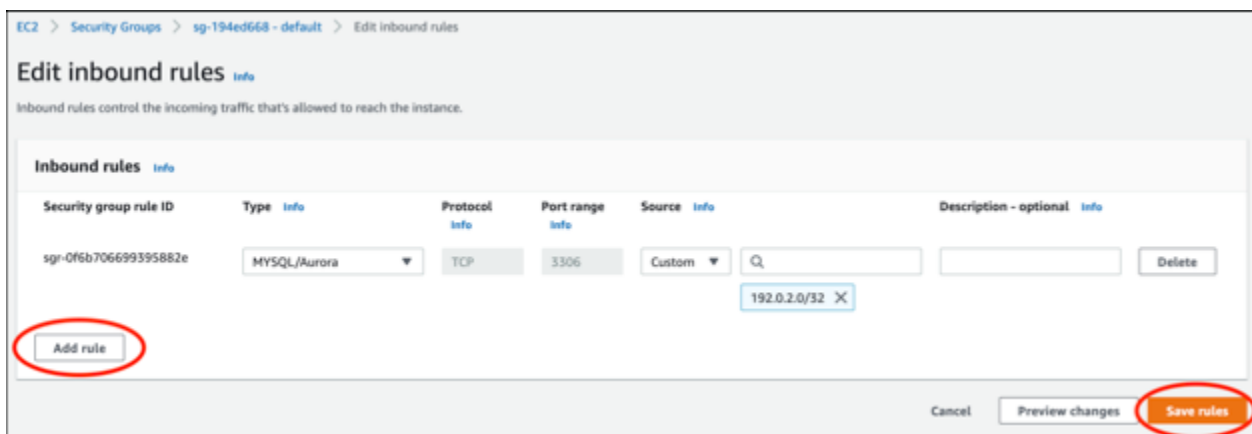 EC2 > Security Groups > sg-194ed668 - default > Edit inbound rules
Edit inbound rules Info
Inbound rules control the incoming traffic that's allowed to reach the instance.
Inbound rules Info
Security group rule ID Type Info Protocol Info Port range Info Source Info Description - optional Info
sgr-0f6b706699395882e MYSQL/Aurora TCP 3306 Custom Delete
192.0.2.0/32 X
Add rule
Cancel Preview changes Save rules